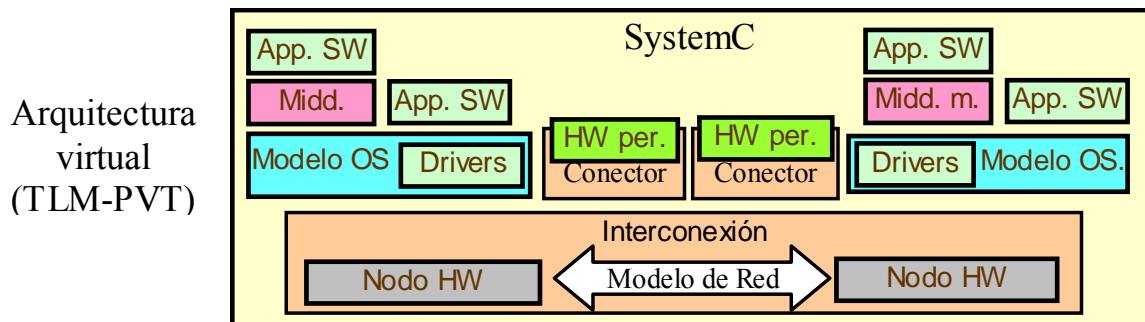 SystemC
App. SW
App. SW
Midd.
App. SW
Midd. m.
App. SW
Arquitectura
virtual
(TLM-PVT)
HW per.
HW per.
Modelo OS
Drivers
Conector
Conector
Drivers
Modelo OS.
Interconexión
Nodo HW
Modelo de Red
Nodo HW